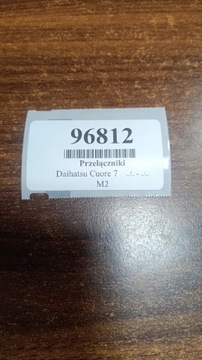 96812
Przełączniki
Daihatsu Cuore 7
M2